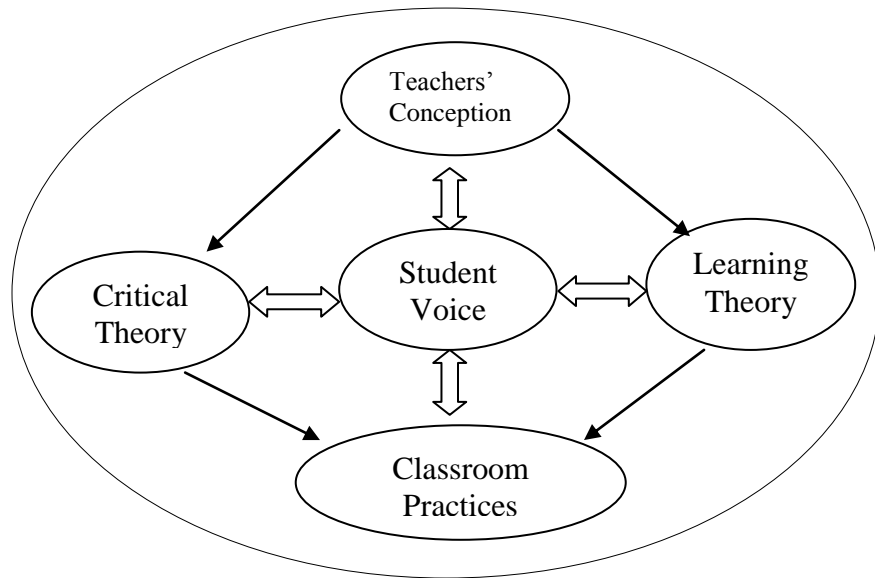 Teachers’
Conception
Student
Voice
Learning
Theory
Critical
Theory
Classroom
Practices